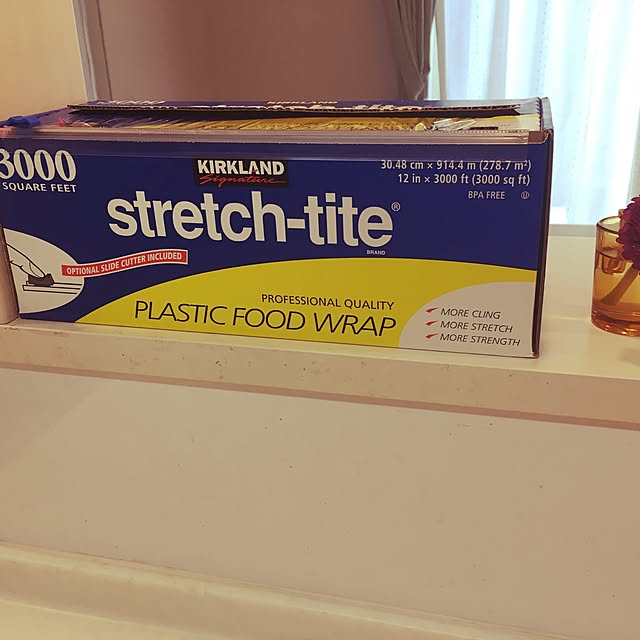 3000
SQUARE FEET
KIRKLAND
Signature
30.48 cm × 914.4 m (278.7 m²)
12 in × 3000 ft (3000 sq ft)
BPA FREE Ⓤ
stretch-tite®
BRAND
OPTIONAL SLIDE CUTTER INCLUDED
PROFESSIONAL QUALITY
PLASTIC FOOD WRAP
MORE CLING
MORE STRETCH
MORE STRENGTH